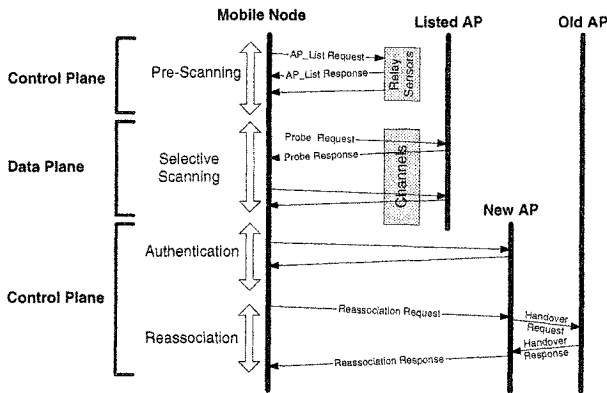 Mobile Node
Listed AP
Old AP
Control Plane
Pre-Scanning
AP_List Request
AP_List Response
Relay
Sensors
Data Plane
Selective
Scanning
Probe Request
Probe Response
Channels
New AP
Control Plane
Authentication
Reassociation
Reassociation Request
Handover
Request
Handover
Response
Reassociation Response